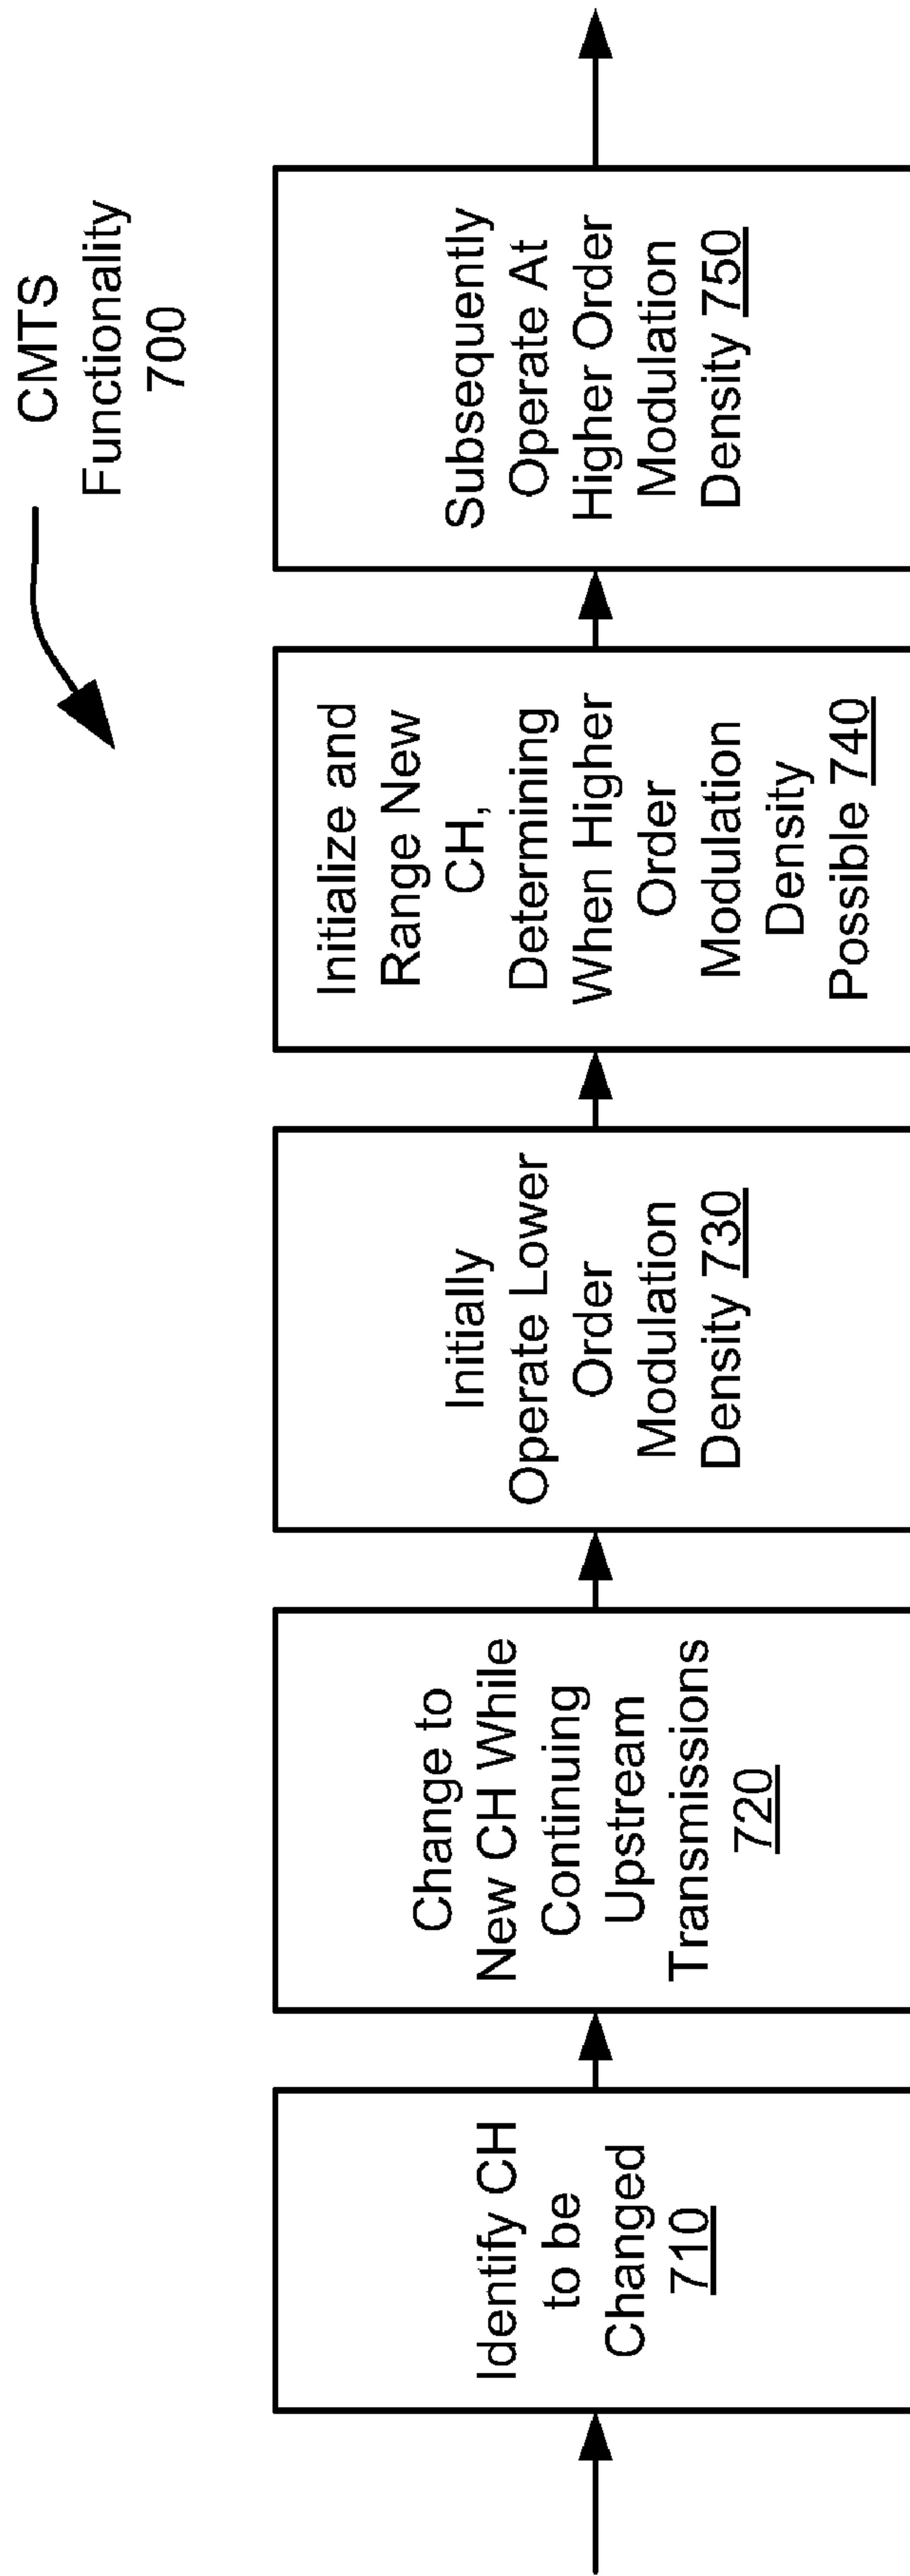 CMTS
Functionality
700
Identify CH
to be
Changed
710
Change to
New CH While
Continuing
Upstream
Transmissions
720
Initially
Operate Lower
Order
Modulation
Density 730
Initialize and
Range New
CH,
Determining
When Higher
Order
Modulation
Density
Possible 740
Subsequently
Operate At
Higher Order
Modulation
Density 750